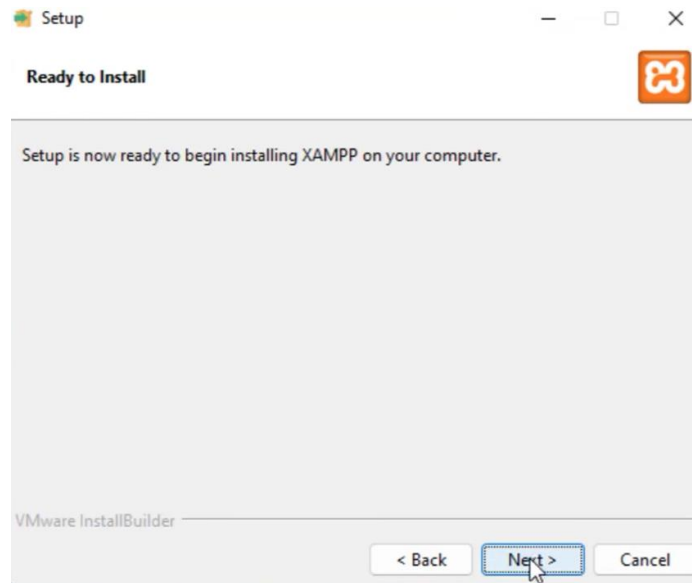 Setup
Ready to Install
Setup is now ready to begin installing XAMPP on your computer.
VMware InstallBuilder
< Back
Next >
Cancel